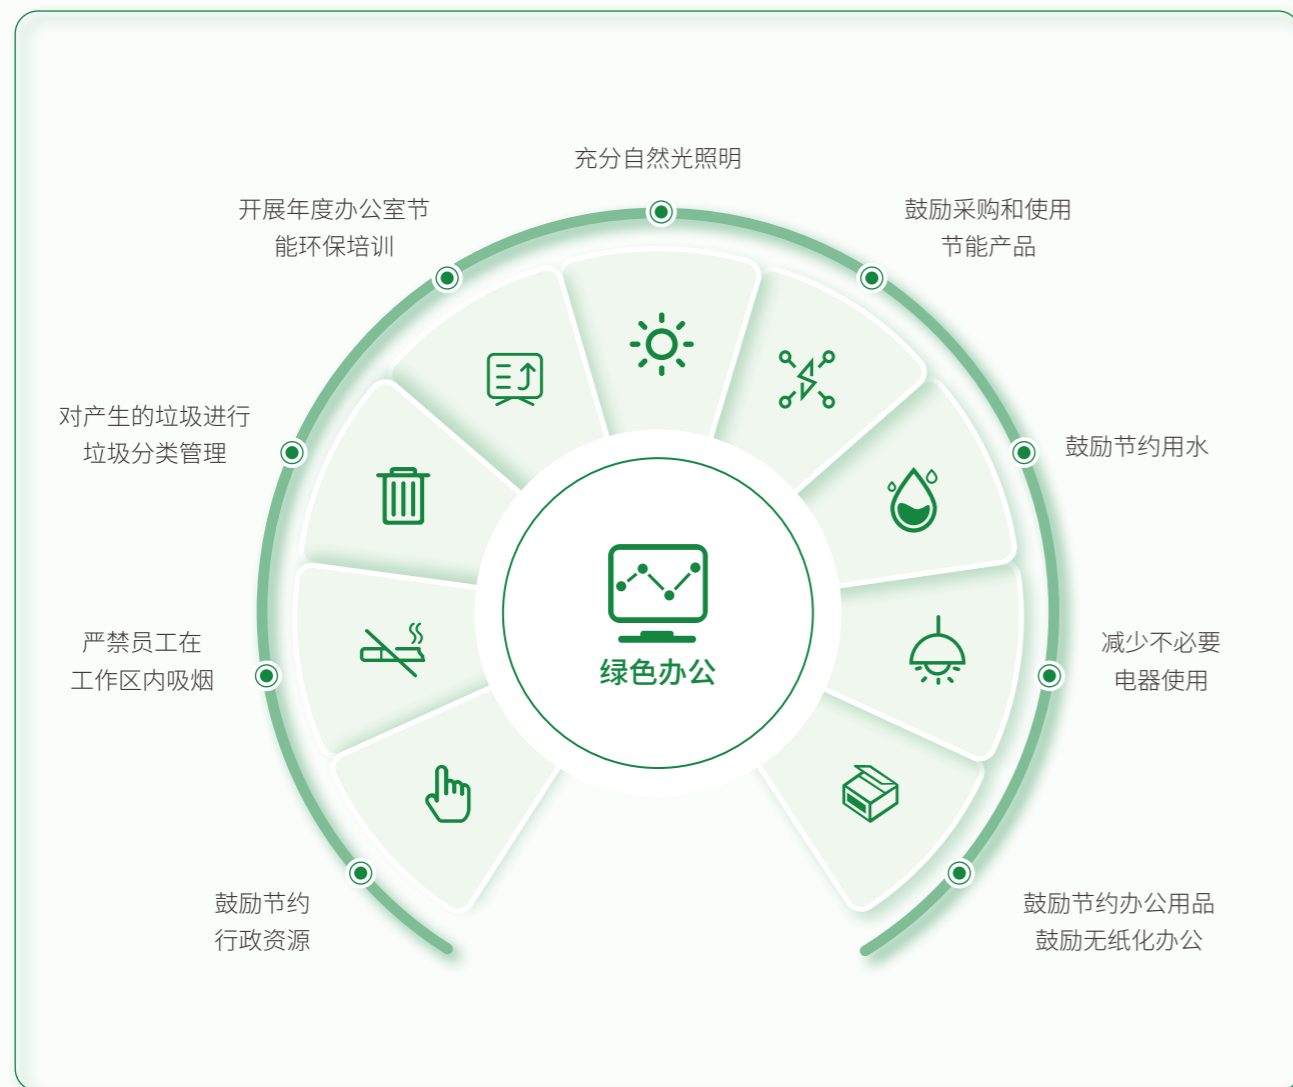 充分自然光照明
开展年度办公室节
能环保培训
鼓励采购和使用
节能产品
对产生的垃圾进行
垃圾分类管理
鼓励节约用水
严禁员工在
工作区内吸烟
绿色办公
减少不必要
电器使用
鼓励节约
行政资源
鼓励节约办公用品
鼓励无纸化办公